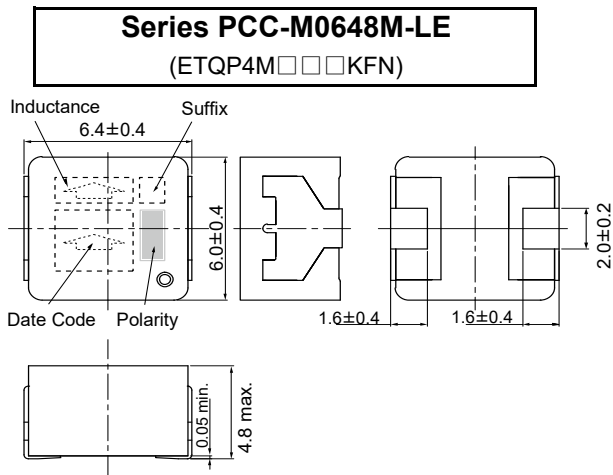 Series PCC-M0648M-LE
(ETQP4M□□□KFN)
Inductance
Suffix
6.4±0.4
6.0±0.4
2.0±0.2
Date Code
Polarity
1.6±0.4
1.6±0.4
0.05 min.
4.8 max.